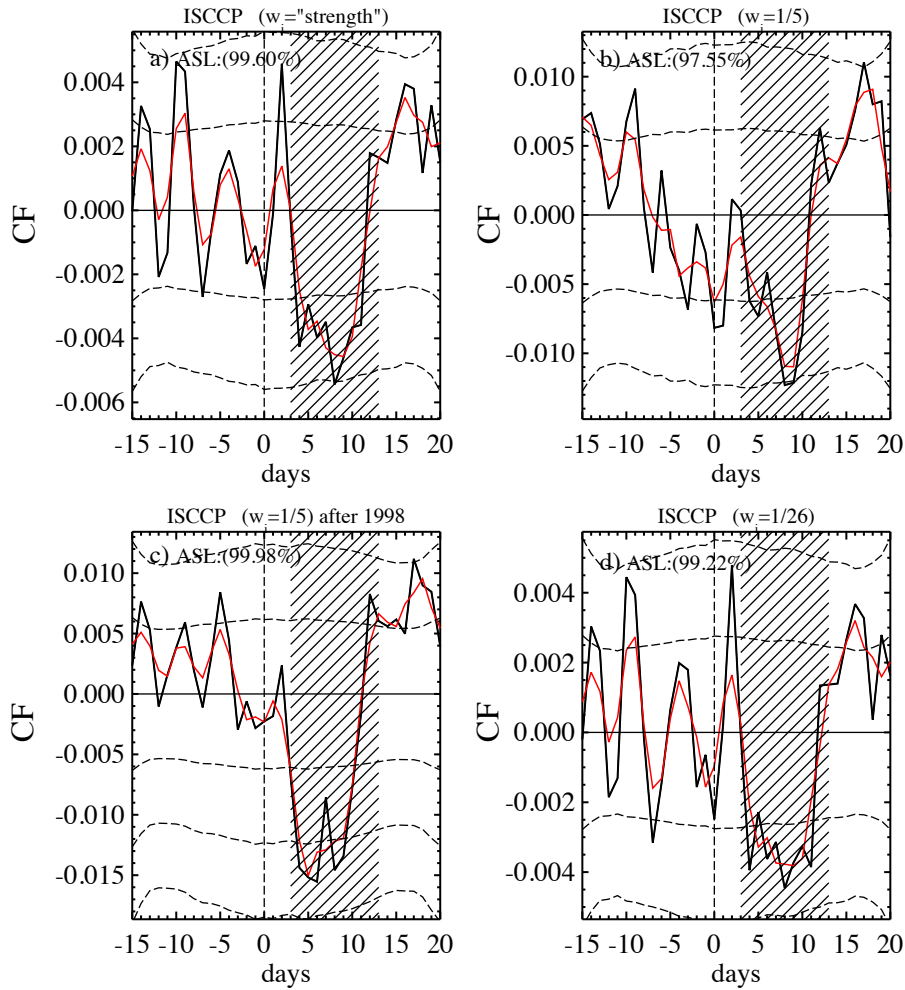 ISCCP (wᵢ="strength")
a) ASL:(99.60%)
0.004
0.002
0.000
-0.002
-0.004
-0.006
CF
-15 -10 -5 0 5 10 15 20
days
ISCCP (wᵢ=1/5)
b) ASL:(97.55%)
0.010
0.005
0.000
-0.005
-0.010
CF
-15 -10 -5 0 5 10 15 20
days
ISCCP (wᵢ=1/5) after 1998
c) ASL:(99.98%)
0.010
0.005
0.000
-0.005
-0.010
-0.015
CF
-15 -10 -5 0 5 10 15 20
days
ISCCP (wᵢ=1/26)
d) ASL:(99.22%)
0.004
0.002
0.000
-0.002
-0.004
CF
-15 -10 -5 0 5 10 15 20
days